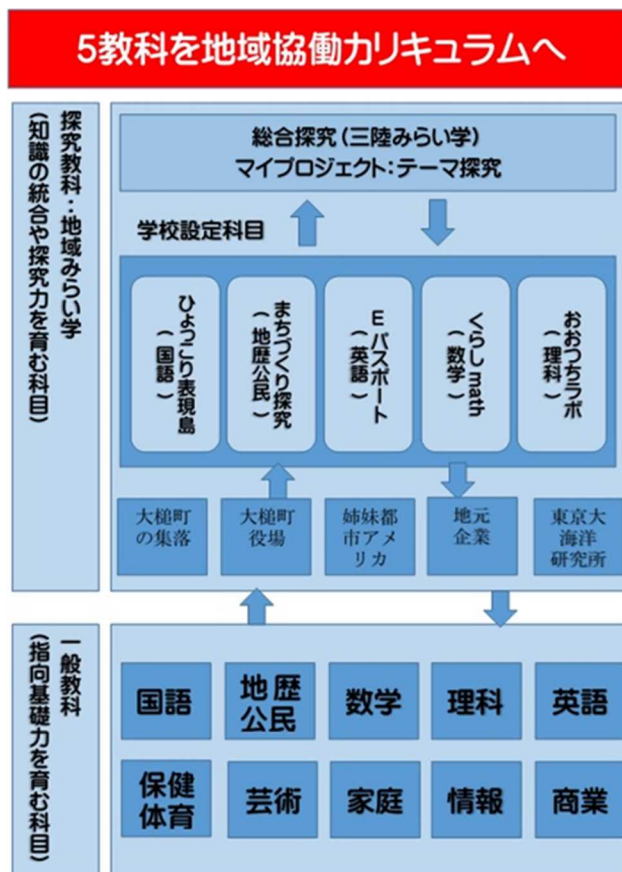 5教科を地域協働カリキュラムへ
探究教科：地域みらい学
（知識の統合や探究力を育む科目）
総合探究（三陸みらい学）
マイプロジェクト：テーマ探究
学校設定科目
ひょっこり表現島
（国語）
まちづくり探究
（地歴公民）
Eパスポート
（英語）
くらしmath
（数学）
おおつちラボ
（理科）
大槌町
の集落
大槌町
役場
姉妹都
市アメ
リカ
地元
企業
東京大
海洋
研究所
一般教科
（指向基礎力を育む科目）
国語
地歴
公民
数学
理科
英語
保健
体育
芸術
家庭
情報
商業